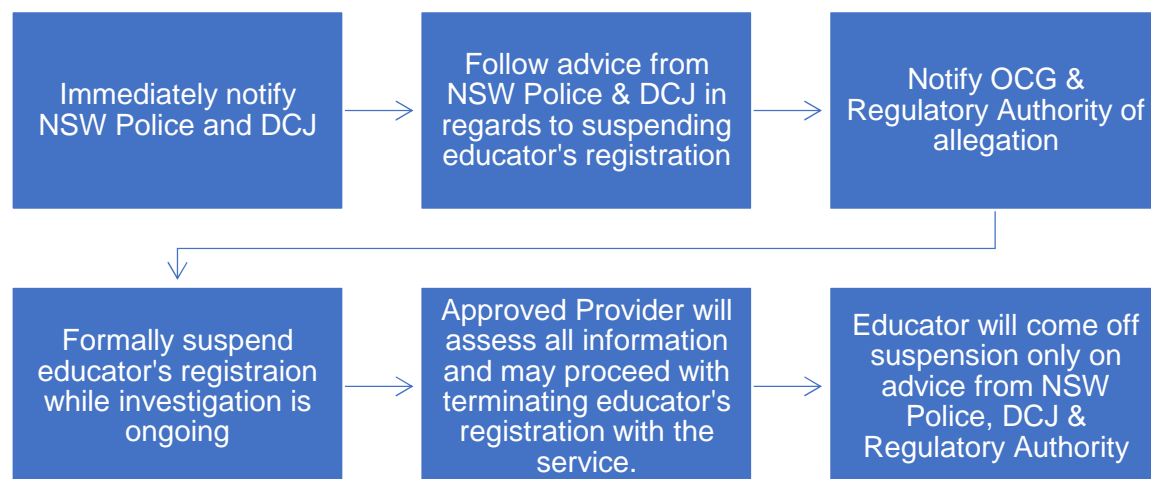 Immediately notify
NSW Police and DCJ
Follow advice from
NSW Police & DCJ in
regards to suspending
educator's registration
Notify OCG &
Regulatory Authority of
allegation
Formally suspend
educator's registraion
while investigation is
ongoing
Approved Provider will
assess all information
and may proceed with
terminating educator's
registration with the
service.
Educator will come off
suspension only on
advice from NSW
Police, DCJ &
Regulatory Authority